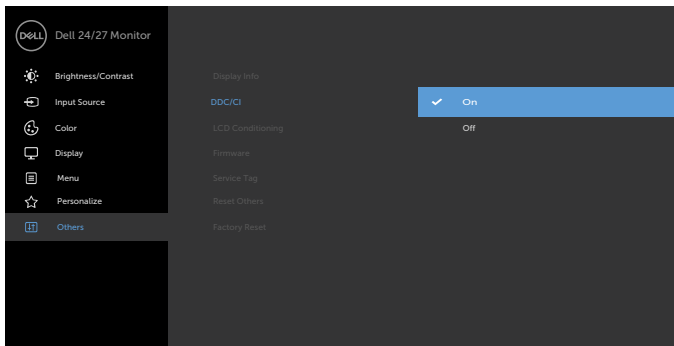 DELL Dell 24/27 Monitor
Brightness/Contrast
Input Source
Color
Display
Menu
Personalize
Others
Display Info
DDC/CI
LCD Conditioning
Firmware
Service Tag
Reset Others
Factory Reset
On
Off